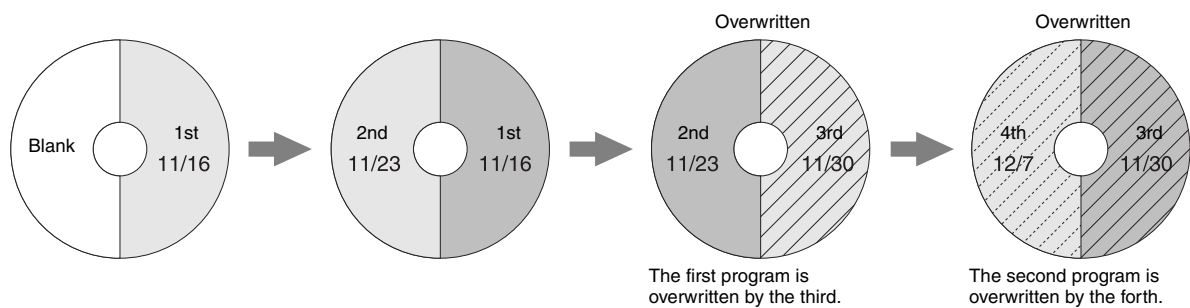 Blank
1st
11/16
2nd
11/23
1st
11/16
Overwritten
2nd
11/23
3rd
11/30
The first program is
overwritten by the third.
Overwritten
4th
12/7
3rd
11/30
The second program is
overwritten by the forth.